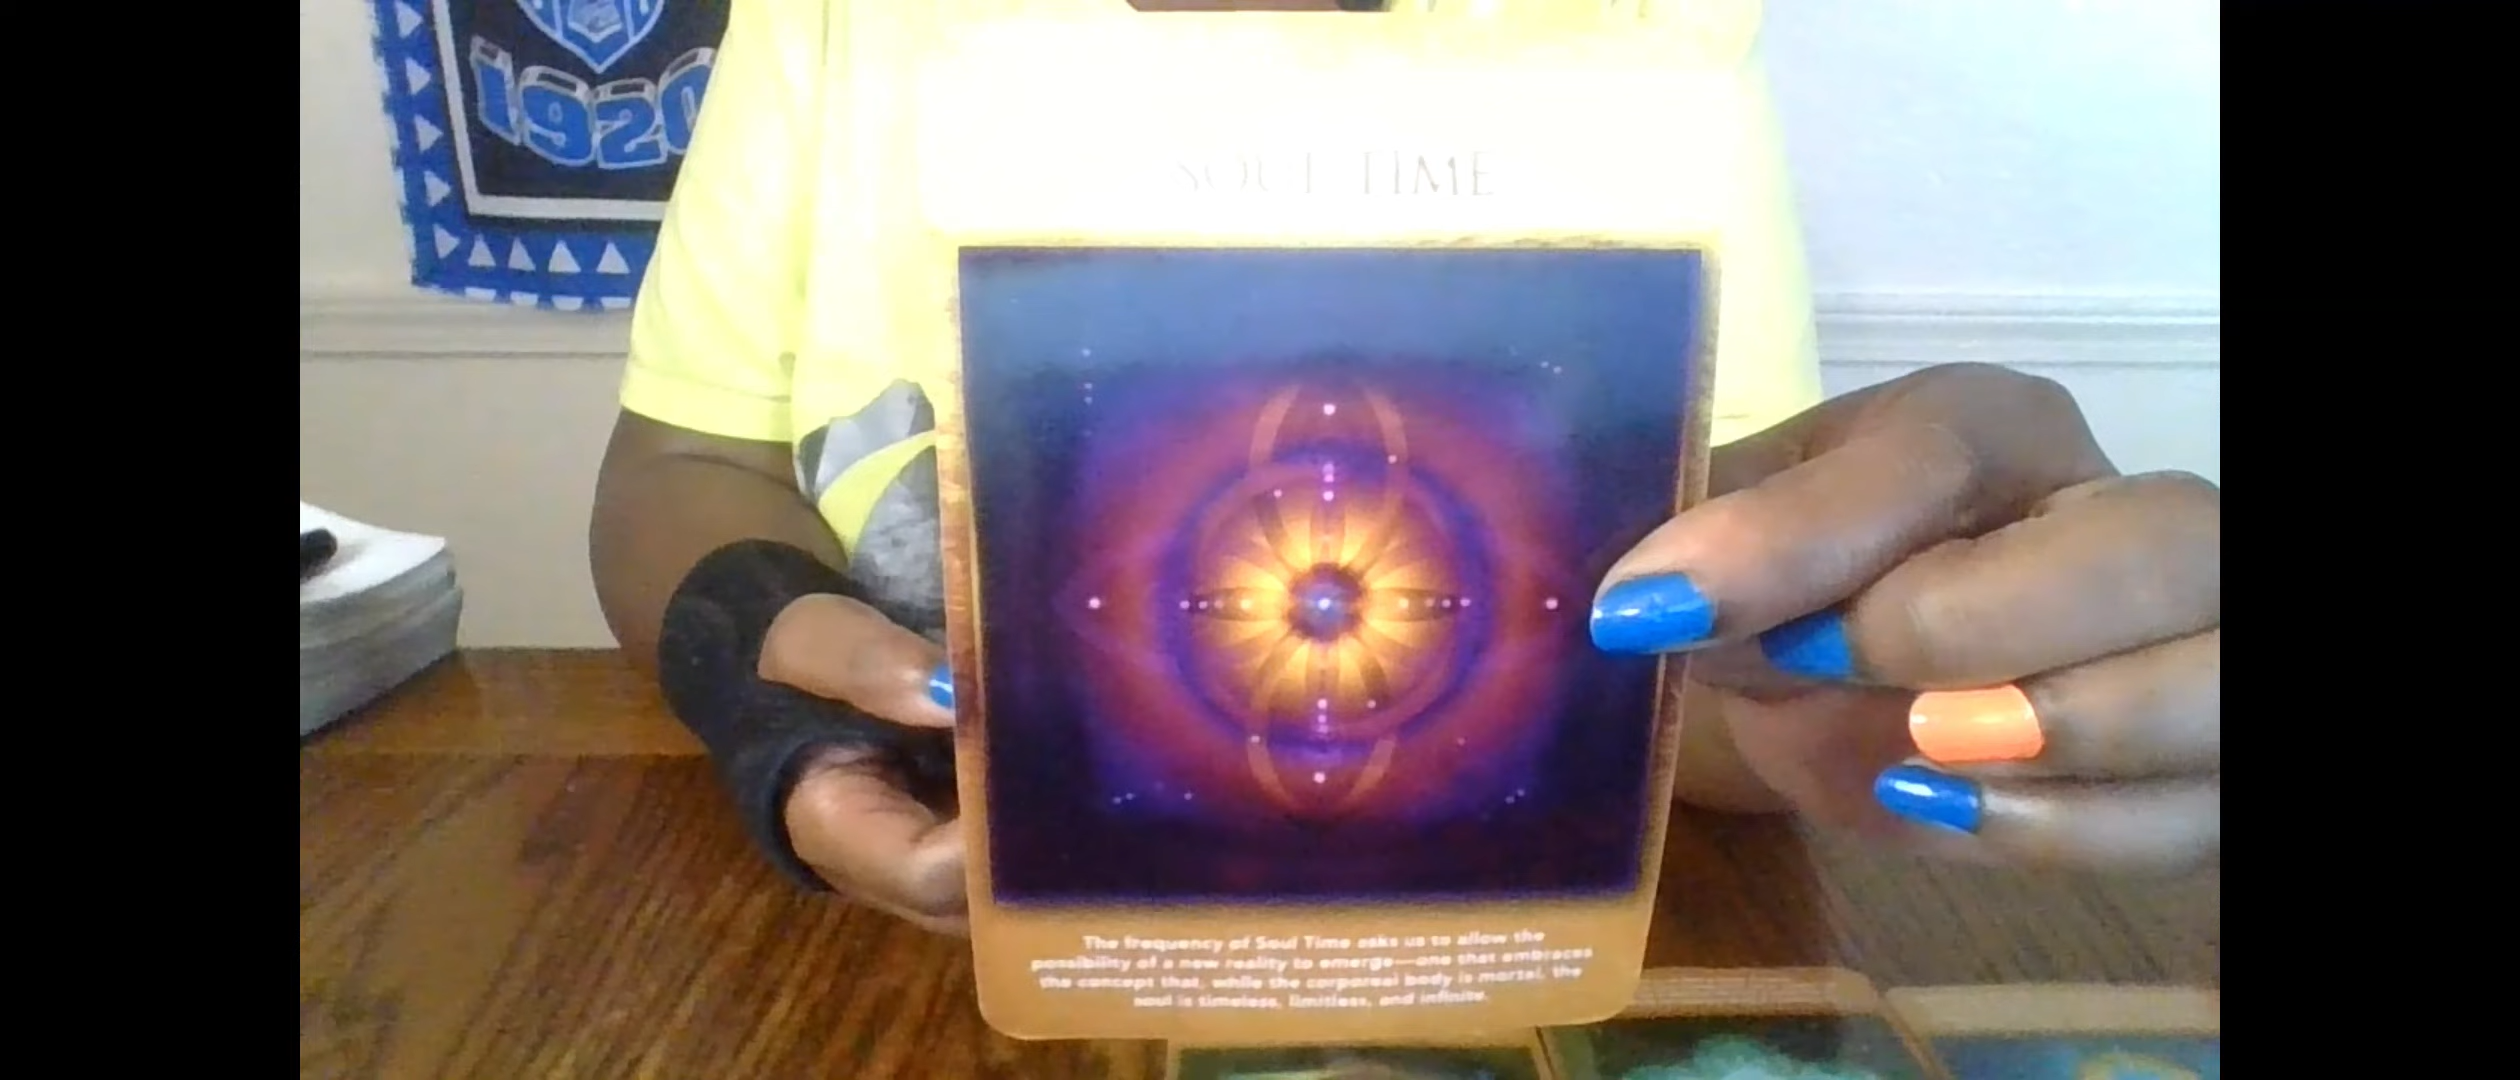 1920
SOUL TIME
The frequency of Soul Time asks us to allow the
possibility of a new reality to emerge—one that embraces
the concept that, while the corporeal body is mortal, the
soul is timeless, limitless, and infinite.